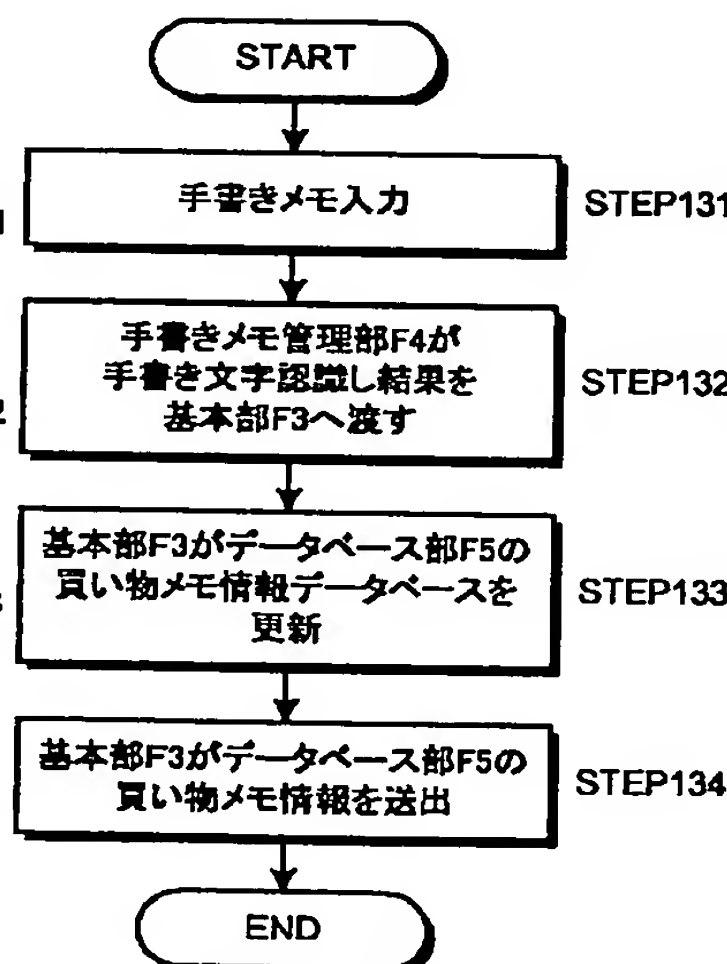 START
手書きメモ入力
STEP131
手書きメモ管理部F4が
手書き文字認識し結果を
基本部F3へ渡す
STEP132
基本部F3がデータベース部F5の
買い物メモ情報データベースを
更新
STEP133
基本部F3がデータベース部F5の
買い物メモ情報を送出
STEP134
END